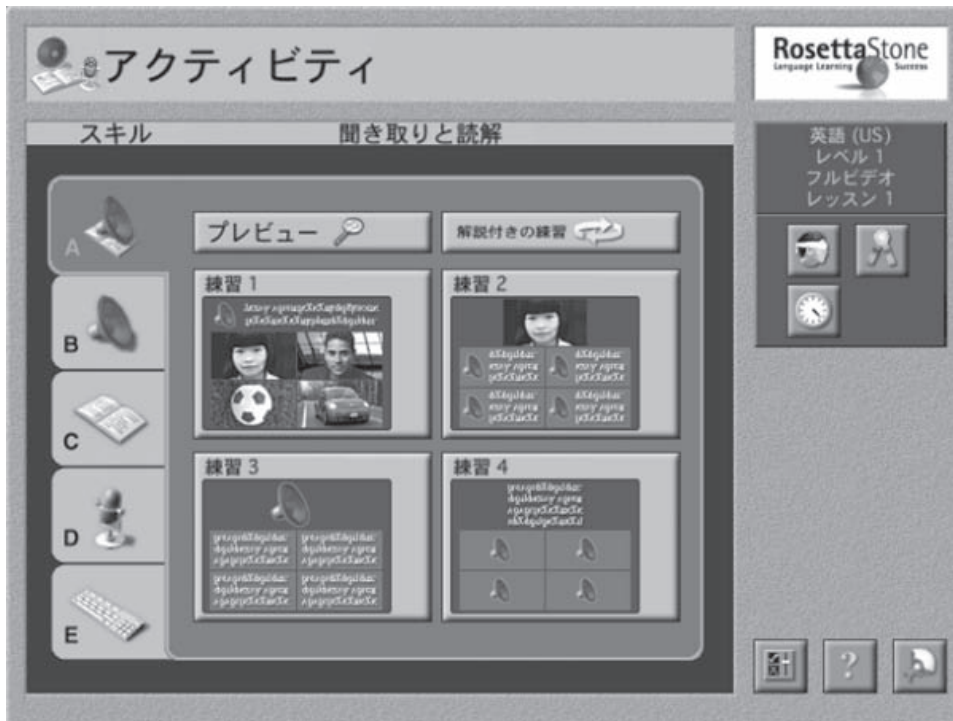 アクティビティ
RosettaStone
Language Learning Success
スキル
聞き取りと読解
英語 (US)
レベル 1
フルビデオ
レッスン 1
A
プレビュー
解説付きの練習
練習 1
練習 2
B
C
練習 3
練習 4
D
E
?